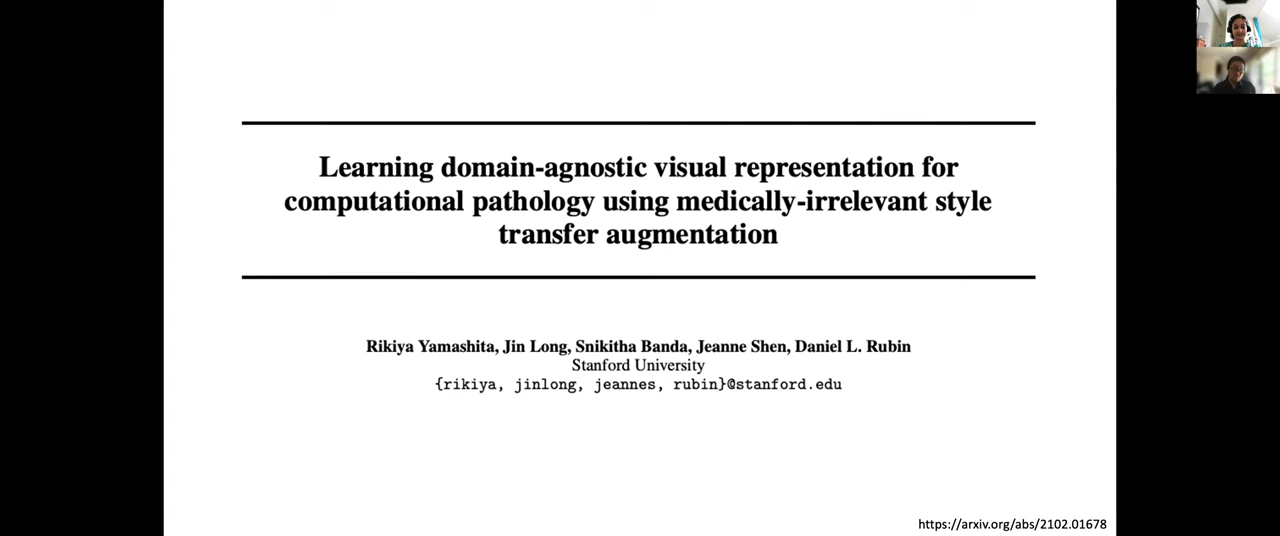 Learning domain-agnostic visual representation for
computational pathology using medically-irrelevant style
transfer augmentation
Rikiya Yamashita, Jin Long, Snikitha Banda, Jeanne Shen, Daniel L. Rubin
Stanford University
{rikiya, jinlong, jeannes, rubin}@stanford.edu
https://arxiv.org/abs/2102.01678